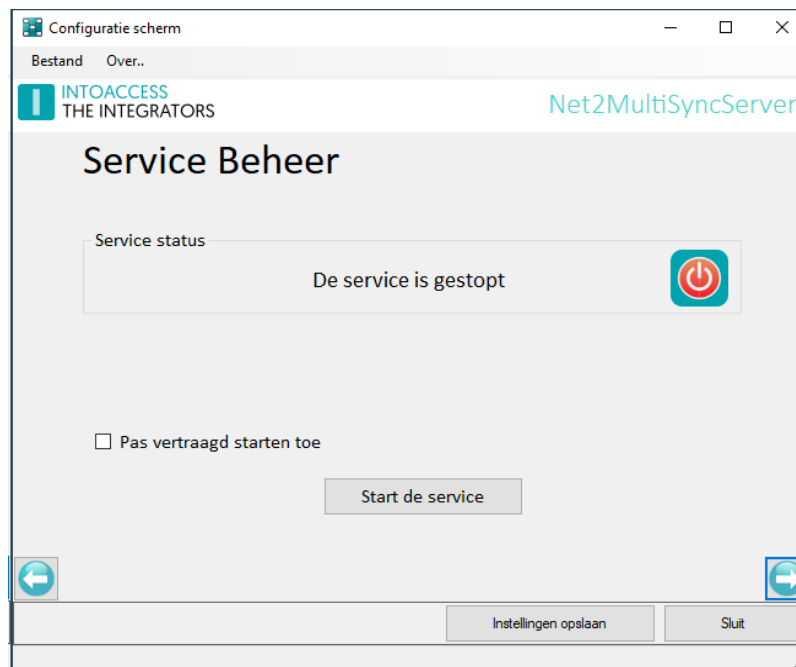 Configuratie scherm
Bestand Over..
INTOACCESS
THE INTEGRATORS
Net2MultiSyncServer
Service Beheer
Service status
De service is gestopt
Pas vertraagd starten toe
Start de service
Instellingen opslaan
Sluit